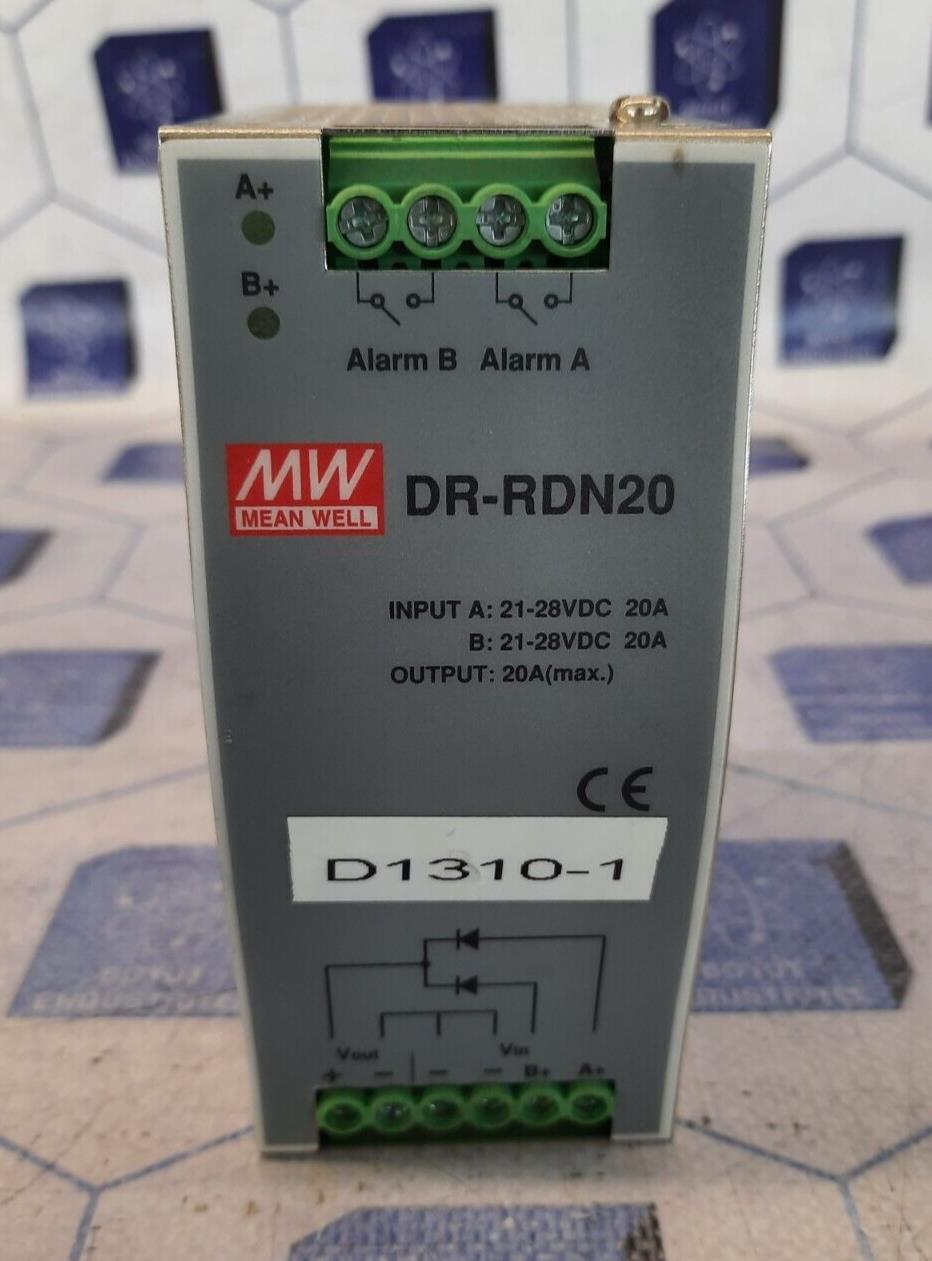 A+
B+
Alarm B Alarm A
MW
MEAN WELL
DR-RDN20
INPUT A: 21-28VDC 20A
B: 21-28VDC 20A
OUTPUT: 20A(max.)
CE
D1310-1
Vout Vin
+ − − − B+ A+